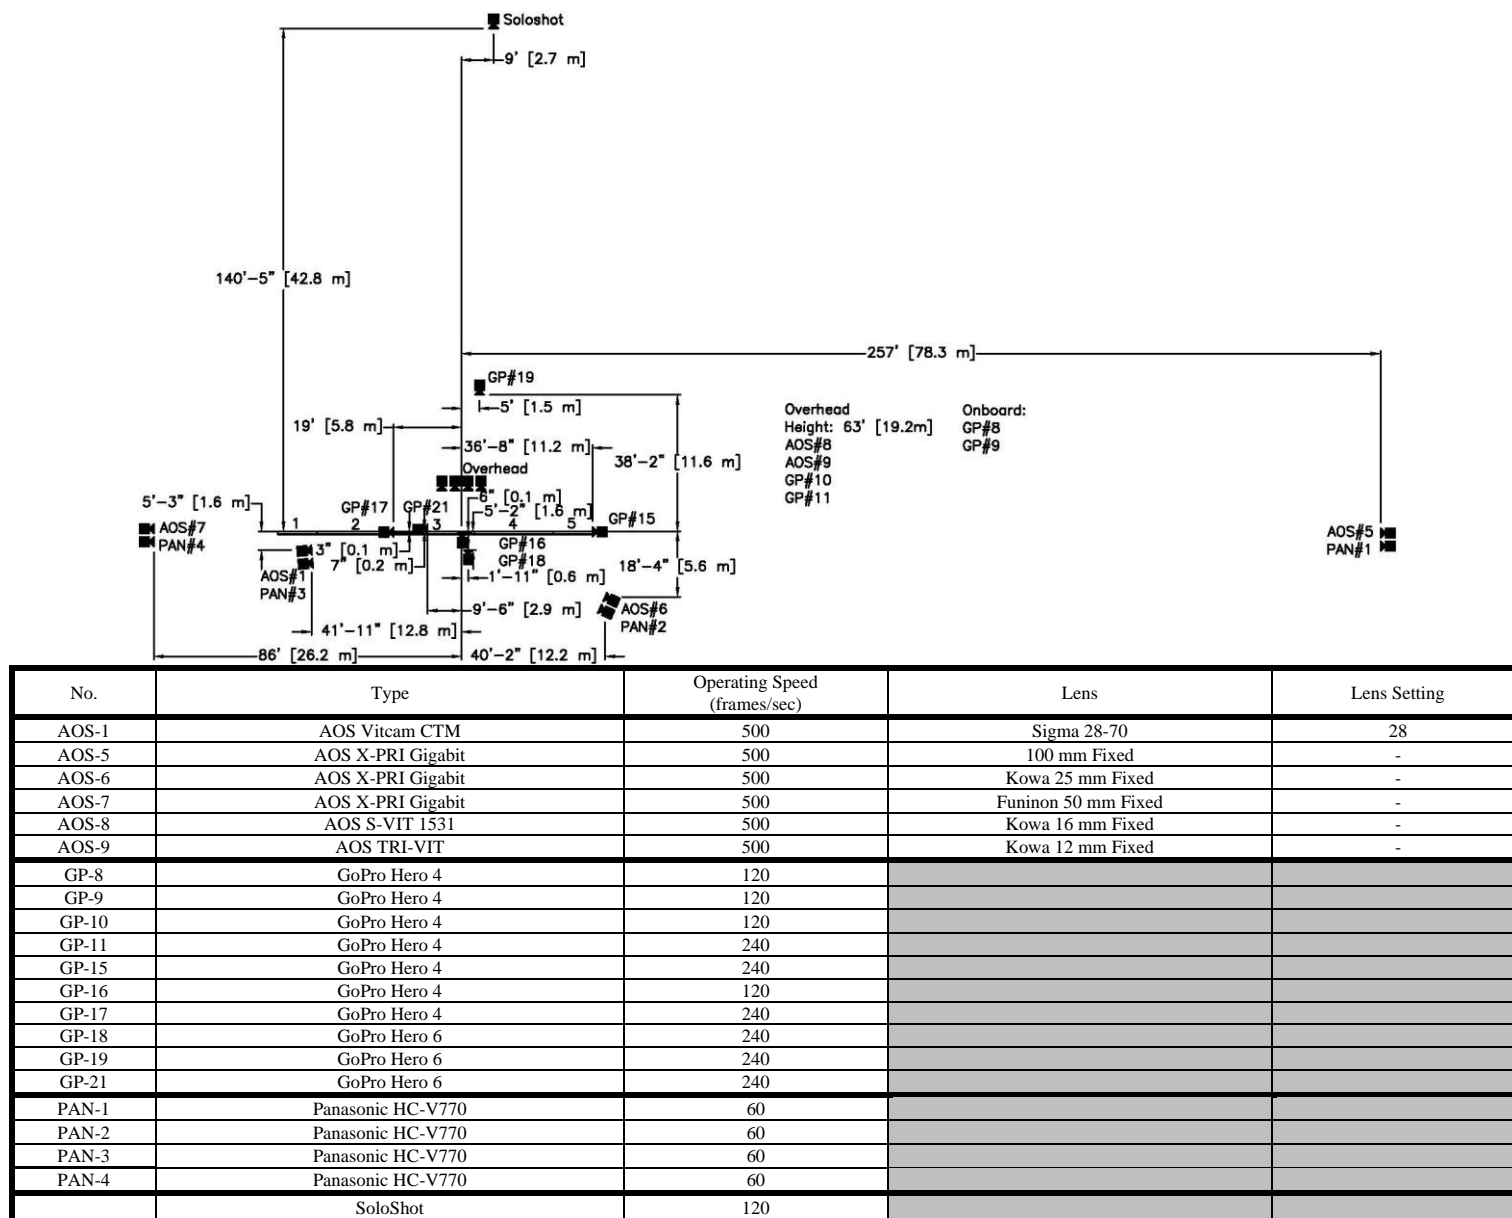 Soloshot
9' [2.7 m]
140'-5" [42.8 m]
257' [78.3 m]
GP#19
5' [1.5 m]
19' [5.8 m]
36'-8" [11.2 m]
38'-2" [11.6 m]
Overhead Onboard:
Height: 63' [19.2m] GP#8
AOS#8 GP#9
AOS#9
GP#10
GP#11
Overhead
6" [0.1 m]
5'-3" [1.6 m]
GP#17 GP#21
5'-2" [1.6 m]
1 2 3 4 5
GP#15
AOS#7
PAN#4
AOS#5
PAN#1
3" [0.1 m]
GP#16
7" [0.2 m]
GP#18
18'-4" [5.6 m]
AOS#1
PAN#3
1'-11" [0.6 m]
9'-6" [2.9 m]
AOS#6
PAN#2
41'-11" [12.8 m]
86' [26.2 m]
40'-2" [12.2 m]
No. Type Operating Speed (frames/sec) Lens Lens Setting
AOS-1 AOS Vitcam CTM 500 Sigma 28-70 28
AOS-5 AOS X-PRI Gigabit 500 100 mm Fixed -
AOS-6 AOS X-PRI Gigabit 500 Kowa 25 mm Fixed -
AOS-7 AOS X-PRI Gigabit 500 Funinon 50 mm Fixed -
AOS-8 AOS S-VIT 1531 500 Kowa 16 mm Fixed -
AOS-9 AOS TRI-VIT 500 Kowa 12 mm Fixed -
GP-8 GoPro Hero 4 120
GP-9 GoPro Hero 4 120
GP-10 GoPro Hero 4 120
GP-11 GoPro Hero 4 240
GP-15 GoPro Hero 4 240
GP-16 GoPro Hero 4 120
GP-17 GoPro Hero 4 240
GP-18 GoPro Hero 6 240
GP-19 GoPro Hero 6 240
GP-21 GoPro Hero 6 240
PAN-1 Panasonic HC-V770 60
PAN-2 Panasonic HC-V770 60
PAN-3 Panasonic HC-V770 60
PAN-4 Panasonic HC-V770 60
SoloShot 120